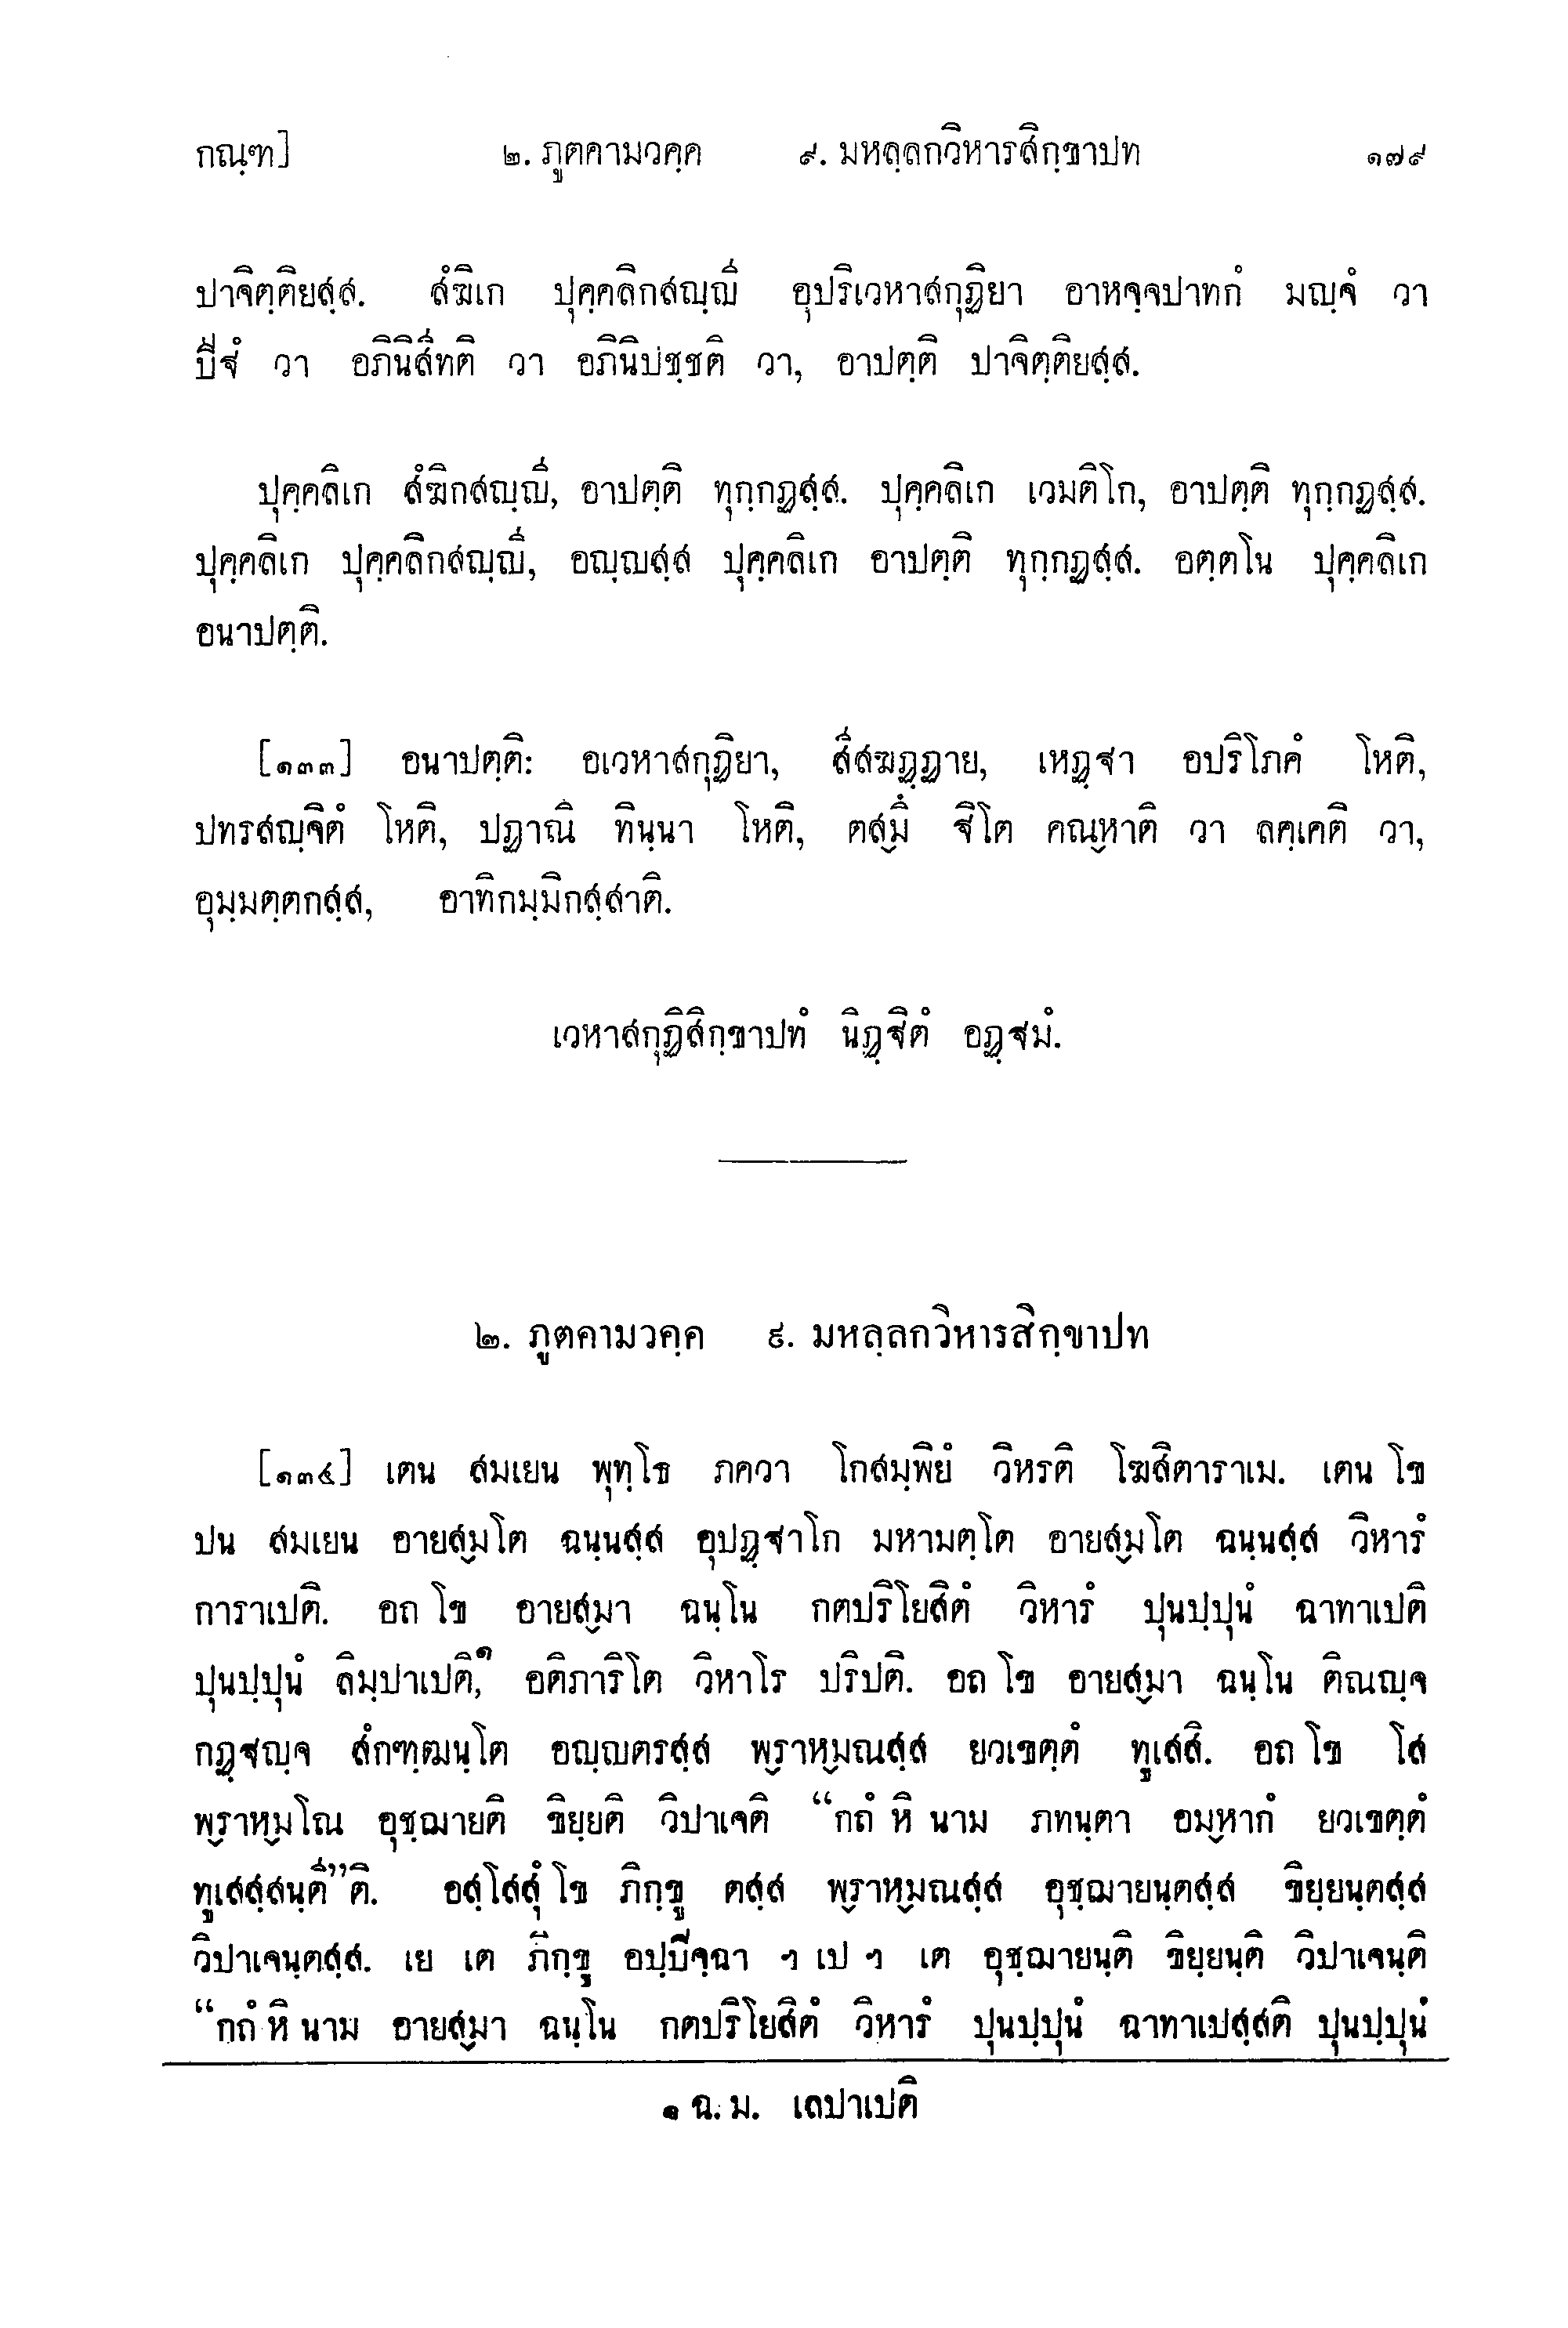 กณฺฑ]  ๒. ภูตคามวคฺค  ๙. มหลฺลกวิหารสิกฺขาปท  ๑๗๙
ปาจิตฺติยสฺส. สํฆิเก ปุคฺคลิกสญฺญี อุปริเวหาสกุฏิยา อาหจฺจปาทกํ มญฺจํ วา
ปีฐํ วา อภินิสีทติ วา อภินิปชฺชติ วา, อาปตฺติ ปาจิตฺติยสฺส.
ปุคฺคลิเก สํฆิกสญฺญี, อาปตฺติ ทุกฺกฏสฺส. ปุคฺคลิเก เวมติโก, อาปตฺติ ทุกฺกฏสฺส.
ปุคฺคลิเก ปุคฺคลิกสญฺญี, อญฺญสฺส ปุคฺคลิเก อาปตฺติ ทุกฺกฏสฺส. อตฺตโน ปุคฺคลิเก
อนาปตฺติ.
[๑๓๓] อนาปตฺติ: อเวหาสกุฏิยา, สีสฆฏฺฏาย, เหฏฺฐา อปริโภคํ โหติ,
ปทรสญฺจิตํ โหติ, ปฏาณิ ทินฺนา โหติ, ตสฺมึ ฐิโต คณฺหาติ วา ลคฺเคติ วา,
อุมฺมตฺตกสฺส, อาทิกมฺมิกสฺสาติ.
เวหาสกุฏิสิกฺขาปทํ นิฏฺฐิตํ อฏฺฐมํ.
๒. ภูตคามวคฺค  ๙. มหลฺลกวิหารสิกฺขาปท
[๑๓๔] เตน สมเยน พุทฺโธ ภควา โกสมฺพิยํ วิหรติ โฆสิตาราเม. เตน โข
ปน สมเยน อายสฺมโต ฉนฺนสฺส อุปฏฺฐาโก มหามตฺโต อายสฺมโต ฉนฺนสฺส วิหารํ
การาเปติ. อถ โข อายสฺมา ฉนฺโน กตปริโยสิตํ วิหารํ ปุนปฺปุนํ ฉาทาเปติ
ปุนปฺปุนํ ลิมฺปาเปติ,๑ อติภาริโต วิหาโร ปริปติ. อถ โข อายสฺมา ฉนฺโน ติณญฺจ
กฏฺฐญฺจ สํกฑฺฒนฺโต อญฺญตรสฺส พฺราหฺมณสฺส ยวเขตฺตํ ทูเสสิ. อถ โข โส
พฺราหฺมโณ อุชฺฌายติ ขิยฺยติ วิปาเจติ “กถํ หิ นาม ภทนฺตา อมฺหากํ ยวเขตฺตํ
ทูเสสฺสนฺตี”ติ. อสฺโสสุํ โข ภิกฺขู ตสฺส พฺราหฺมณสฺส อุชฺฌายนฺตสฺส ขิยฺยนฺตสฺส
วิปาเจนฺตสฺส. เย เต ภิกฺขู อปฺปิจฺฉา ฯ เป ฯ เต อุชฺฌายนฺติ ขิยฺยนฺติ วิปาเจนฺติ
“กถํ หิ นาม อายสฺมา ฉนฺโน กตปริโยสิตํ วิหารํ ปุนปฺปุนํ ฉาทาเปสฺสติ ปุนปฺปุนํ
๑ ฉ. ม. เลปาเปติ